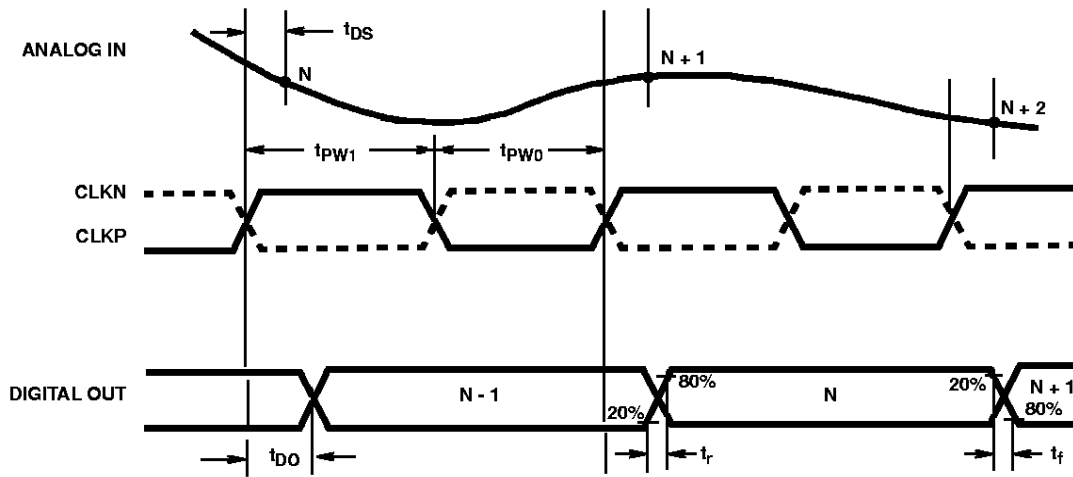 ANALOG IN
tDS
N
N + 1
N + 2
tPW1
tPW0
CLKN
CLKP
DIGITAL OUT
N - 1
20%
80%
N
20%
80%
N + 1
tDO
tr
tf